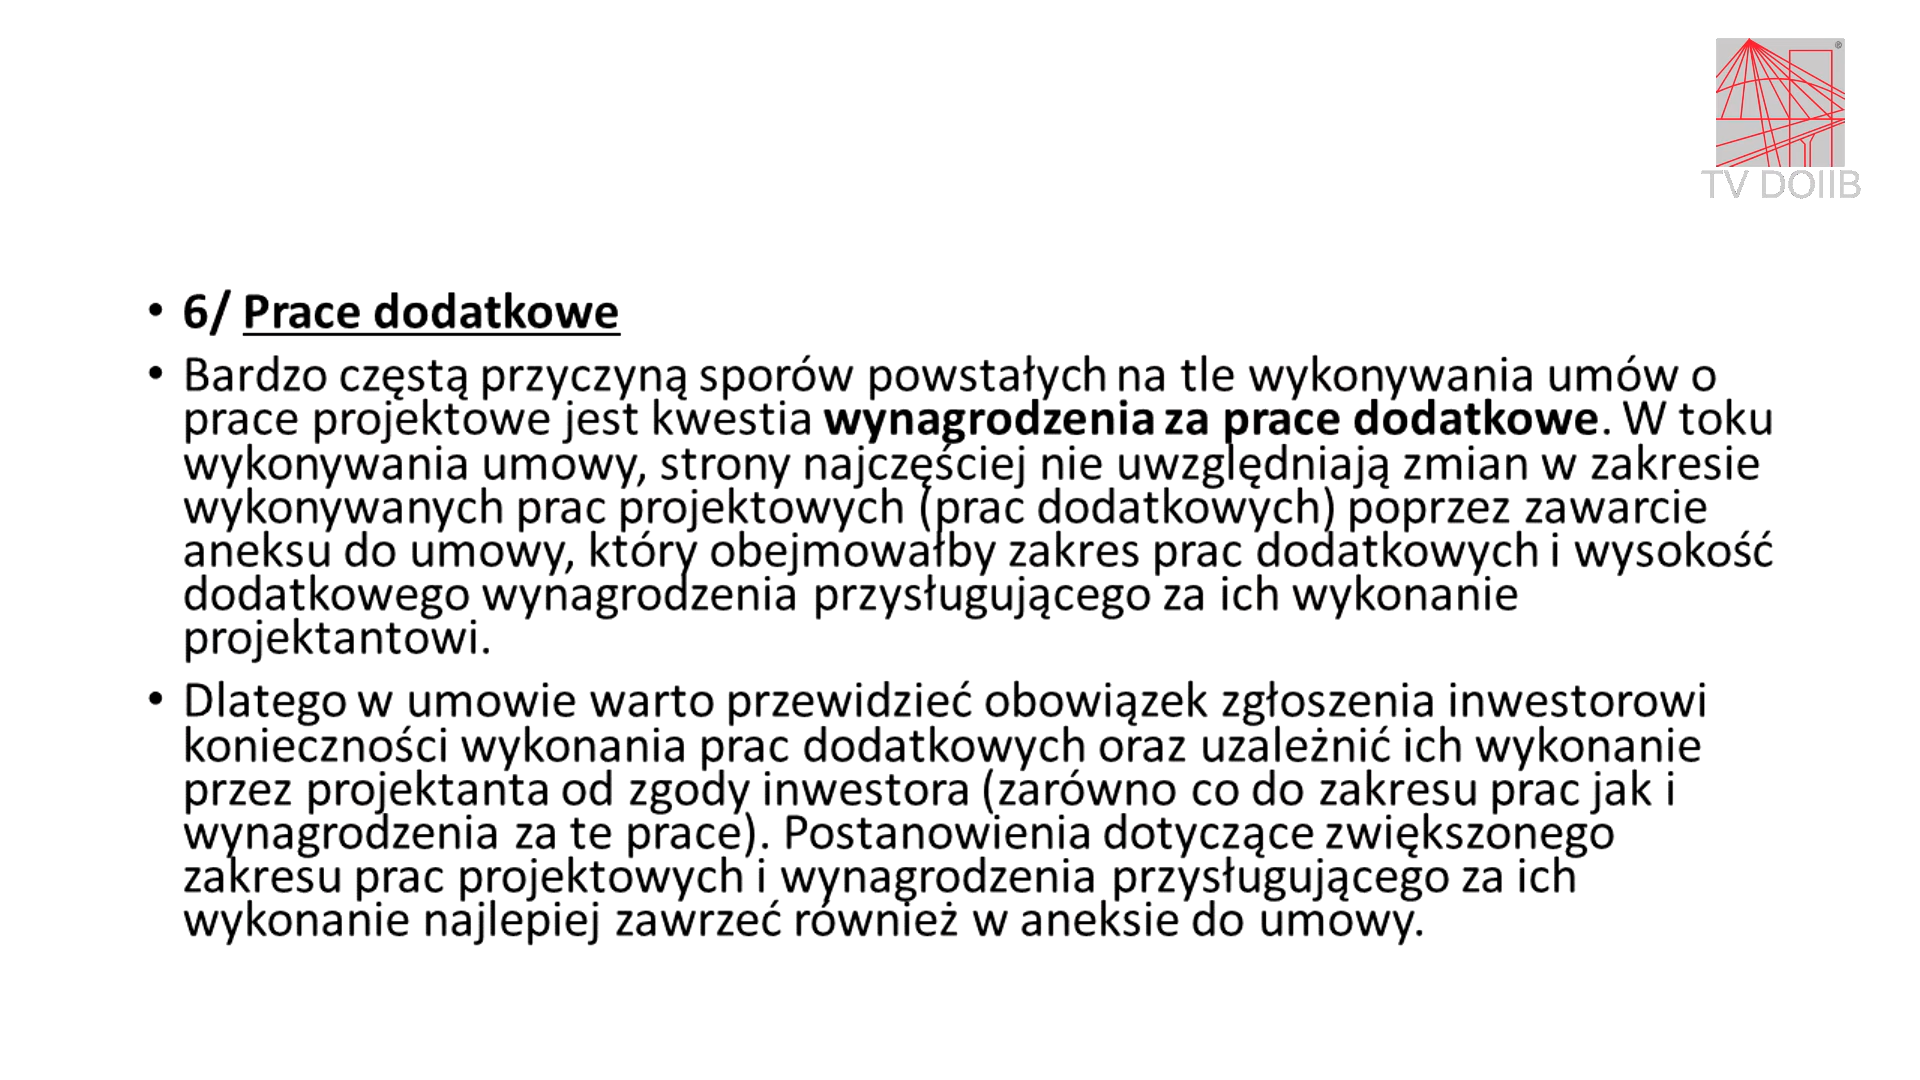 TV DOIIB
• 6/ Prace dodatkowe
• Bardzo częstą przyczyną sporów powstałych na tle wykonywania umów o
prace projektowe jest kwestia wynagrodzenia za prace dodatkowe. W toku
wykonywania umowy, strony najczęściej nie uwzględniają zmian w zakresie
wykonywanych prac projektowych (prac dodatkowych) poprzez zawarcie
aneksu do umowy, który obejmowałby zakres prac dodatkowych i wysokość
dodatkowego wynagrodzenia przysługującego za ich wykonanie
projektantowi.
• Dlatego w umowie warto przewidzieć obowiązek zgłoszenia inwestorowi
konieczności wykonania prac dodatkowych oraz uzależnić ich wykonanie
przez projektanta od zgody inwestora (zarówno co do zakresu prac jak i
wynagrodzenia za te prace). Postanowienia dotyczące zwiększonego
zakresu prac projektowych i wynagrodzenia przysługującego za ich
wykonanie najlepiej zawrzeć również w aneksie do umowy.